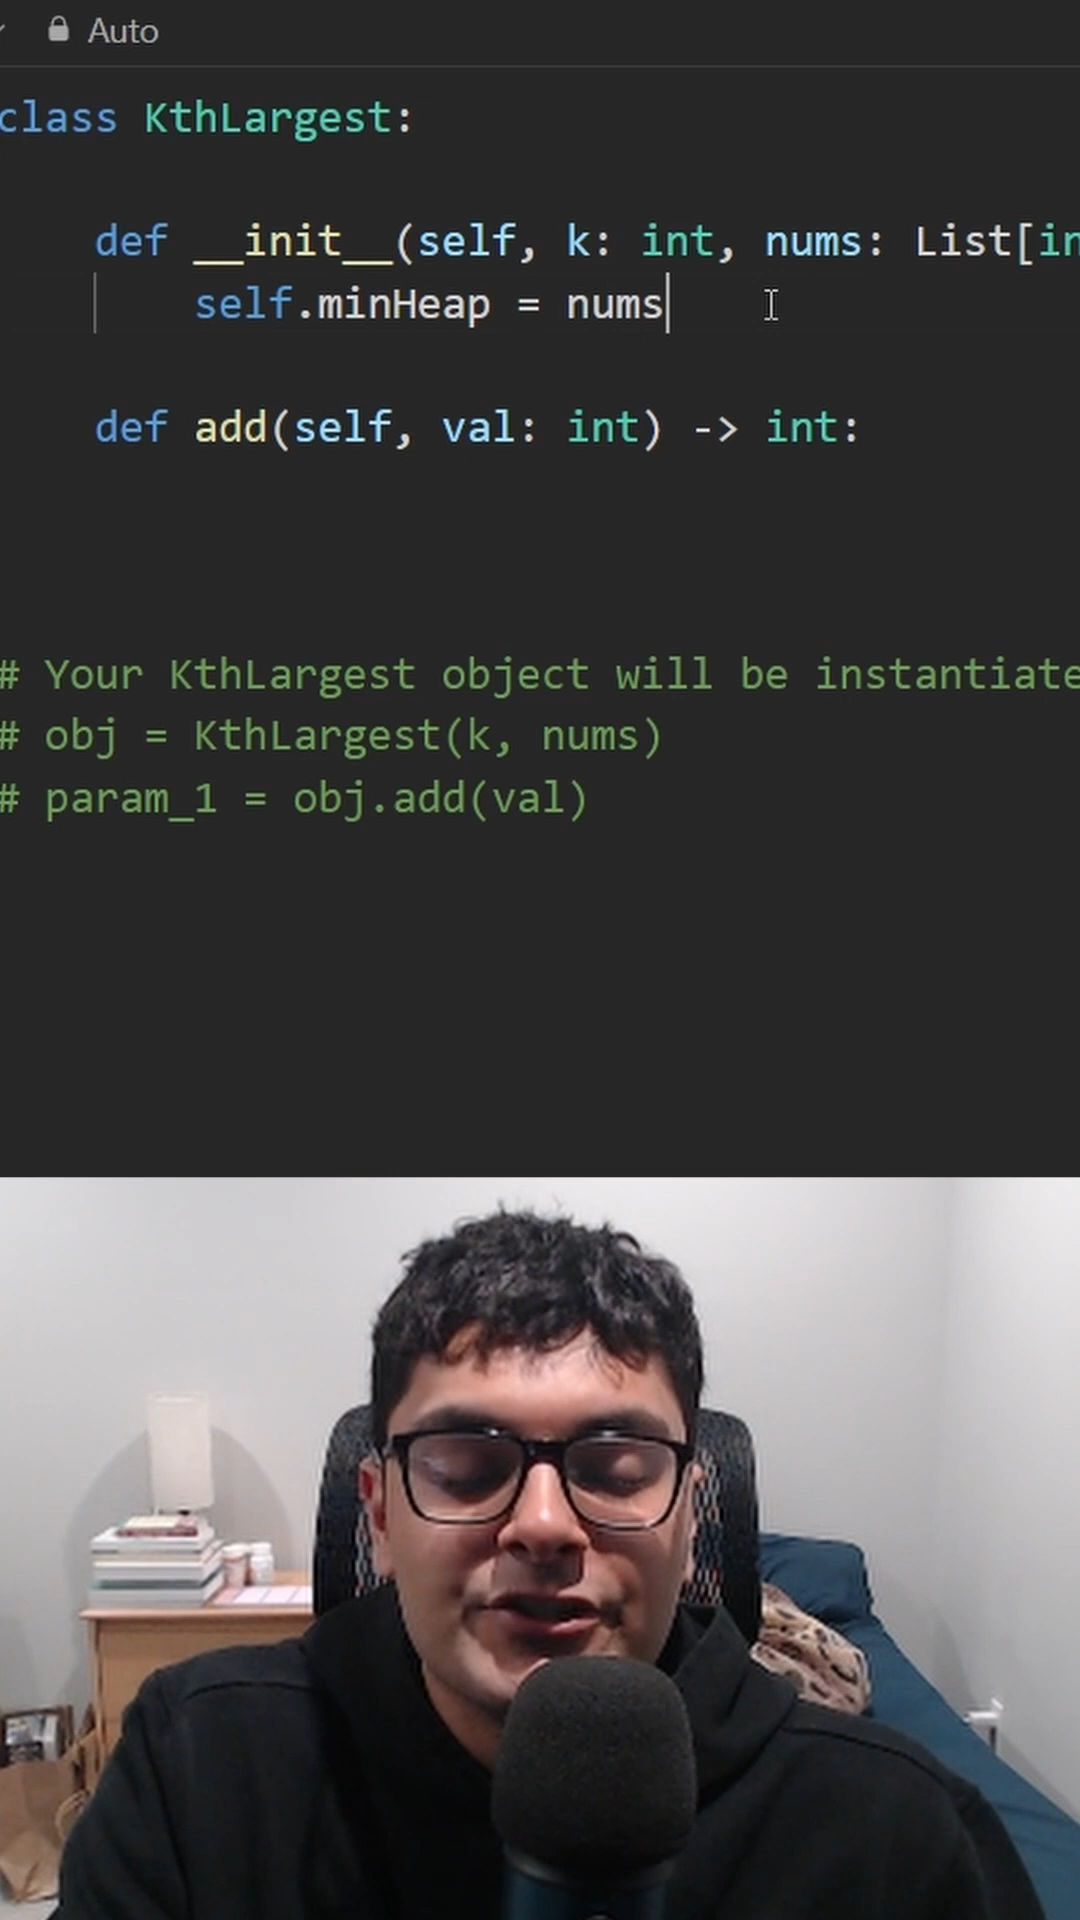 Auto
class KthLargest:
def __init__(self, k: int, nums: List[in
self.minHeap = nums
def add(self, val: int) -> int:
# Your KthLargest object will be instantiate
# obj = KthLargest(k, nums)
# param_1 = obj.add(val)